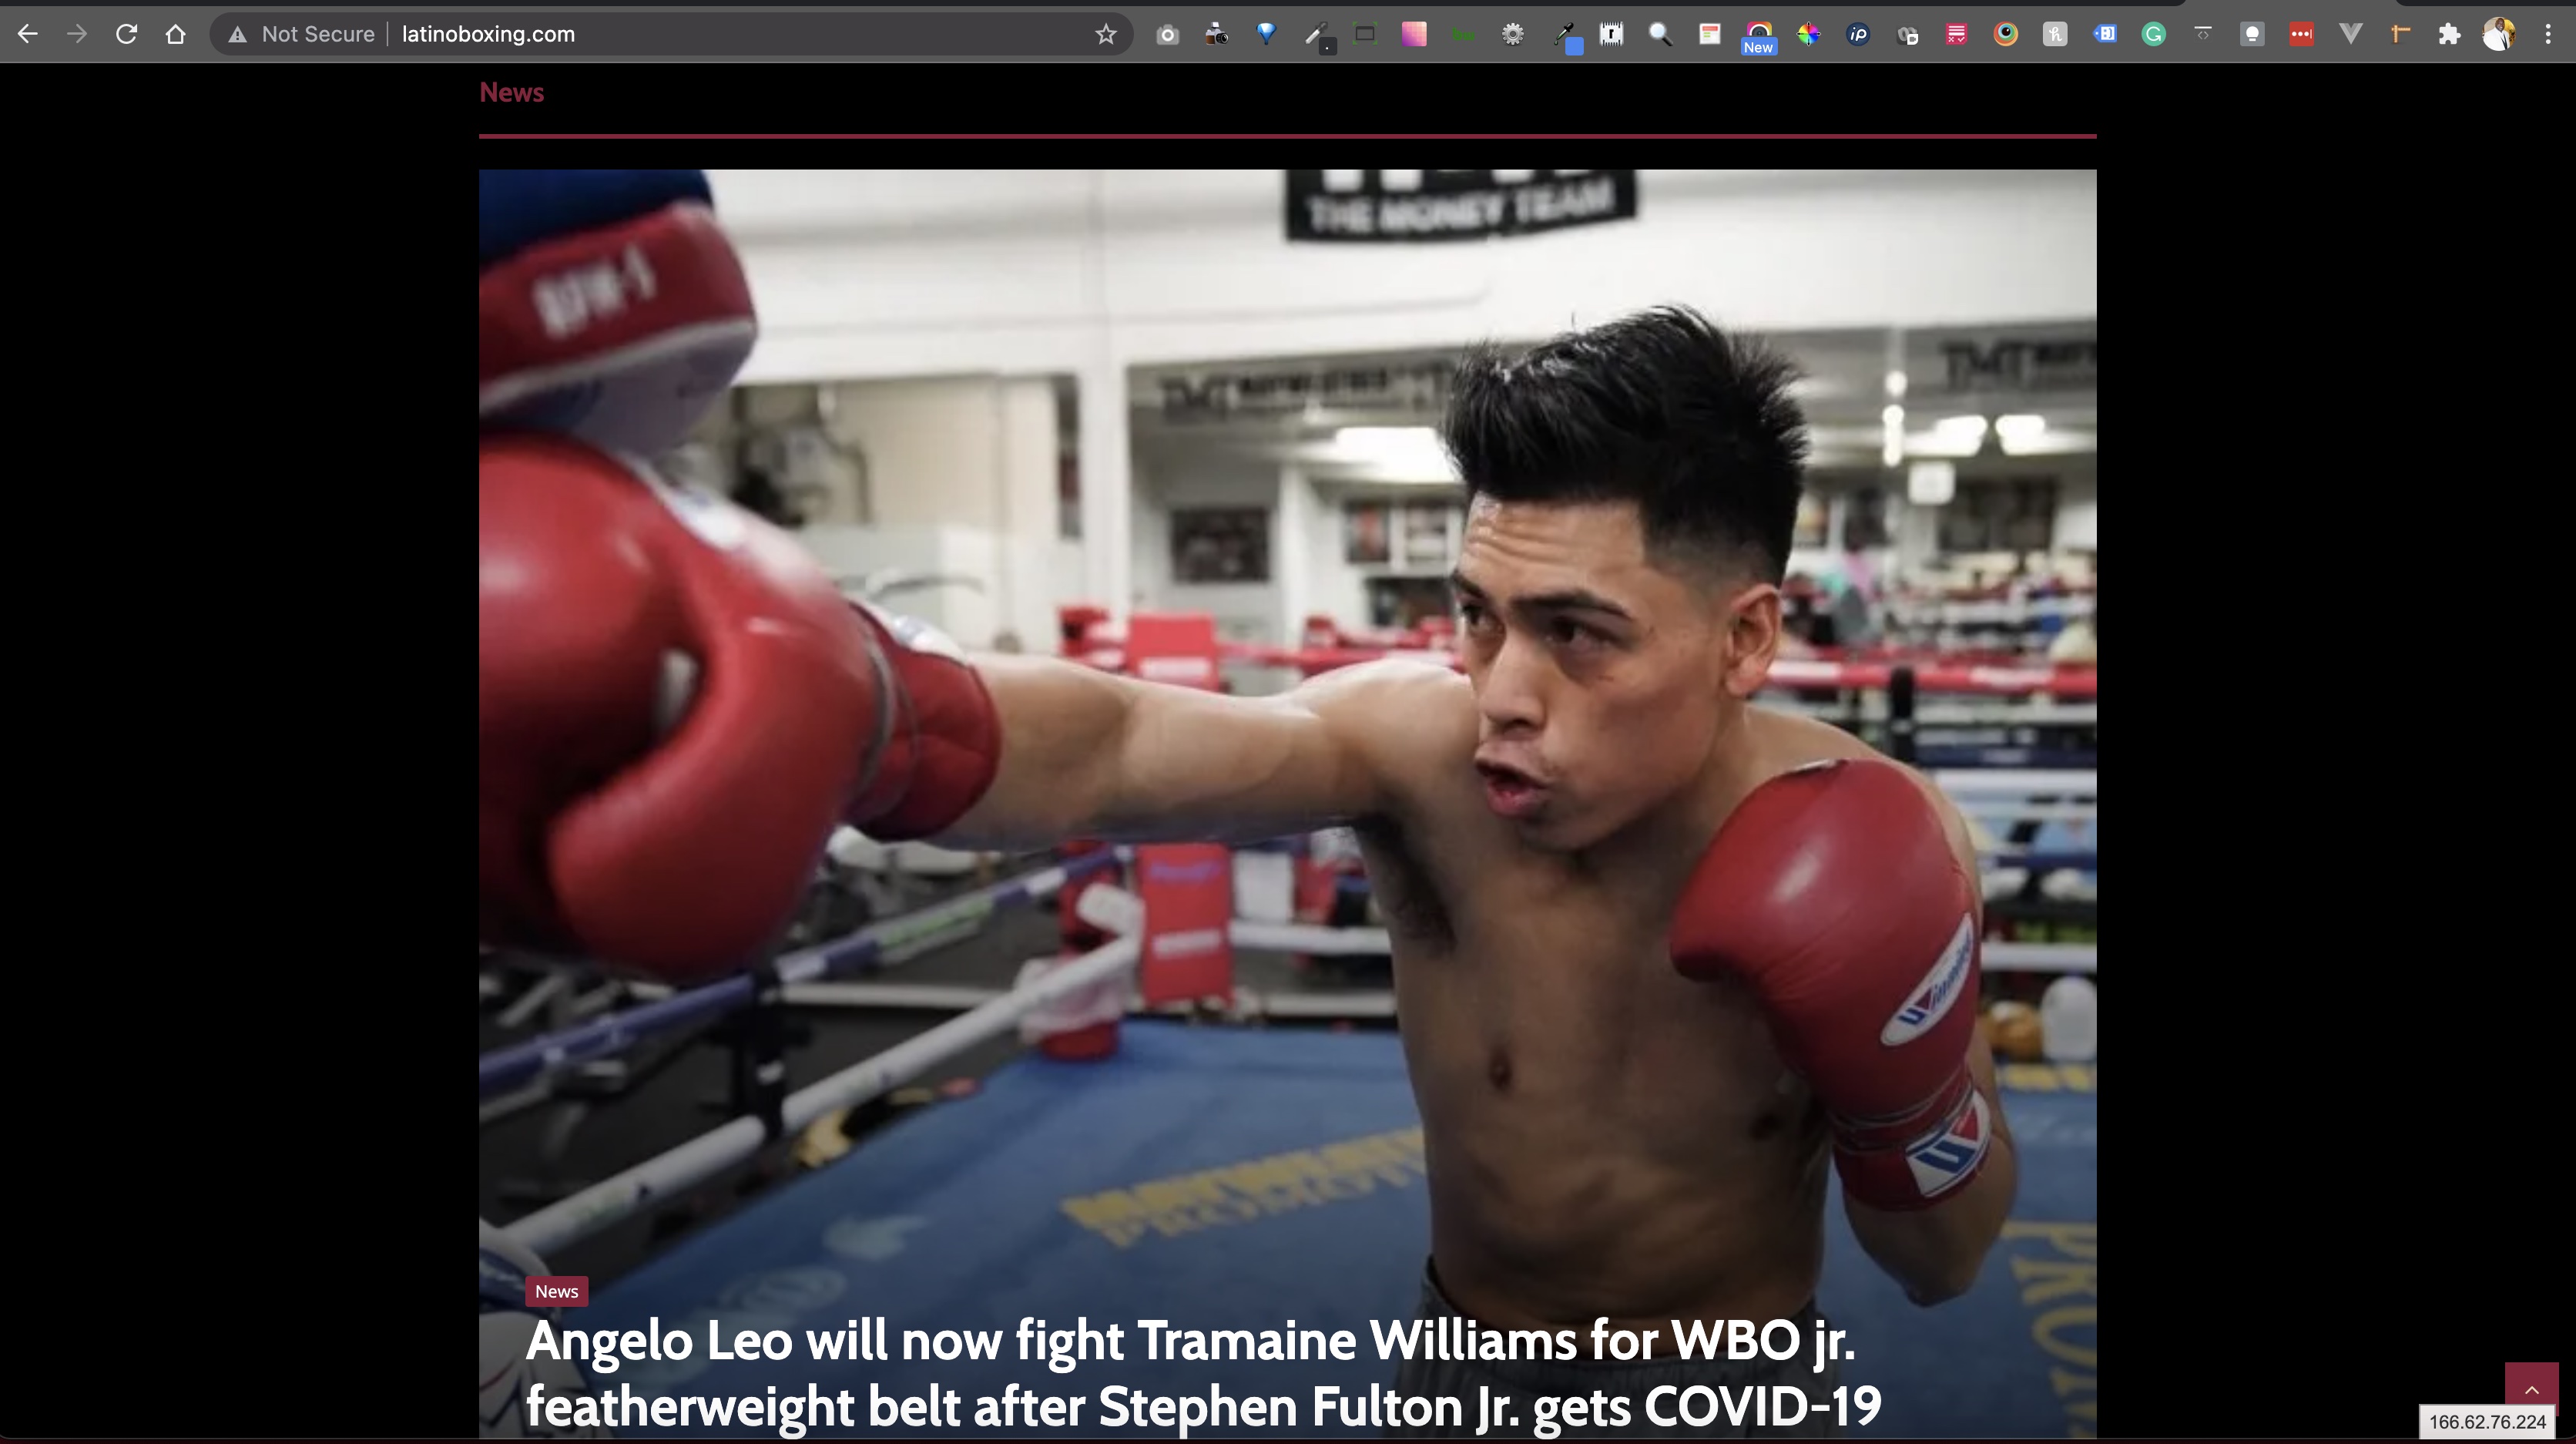 Not Secure
latinoboxing.com
New
News
THE MONEY TEAM
Winning
News
Angelo Leo will now fight Tramaine Williams for WBO jr.
featherweight belt after Stephen Fulton Jr. gets COVID-19
166.62.76.224